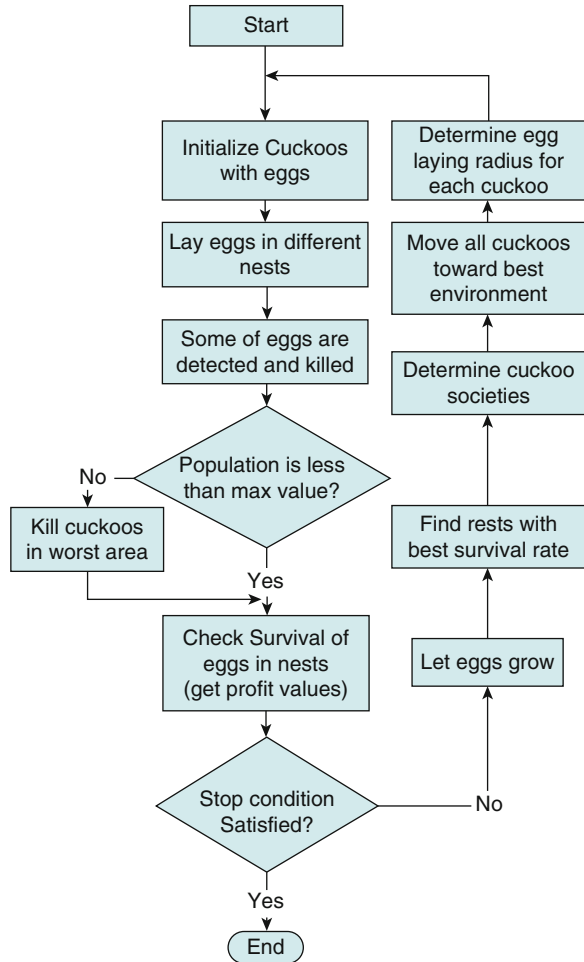 Start
Initialize Cuckoos
with eggs
Lay eggs in different
nests
Some of eggs are
detected and killed
Population is less
than max value?
No
Kill cuckoos
in worst area
Yes
Check Survival of
eggs in nests
(get profit values)
Stop condition
Satisfied?
No
Yes
End
Let eggs grow
Find rests with
best survival rate
Determine cuckoo
societies
Move all cuckoos
toward best
environment
Determine egg
laying radius for
each cuckoo